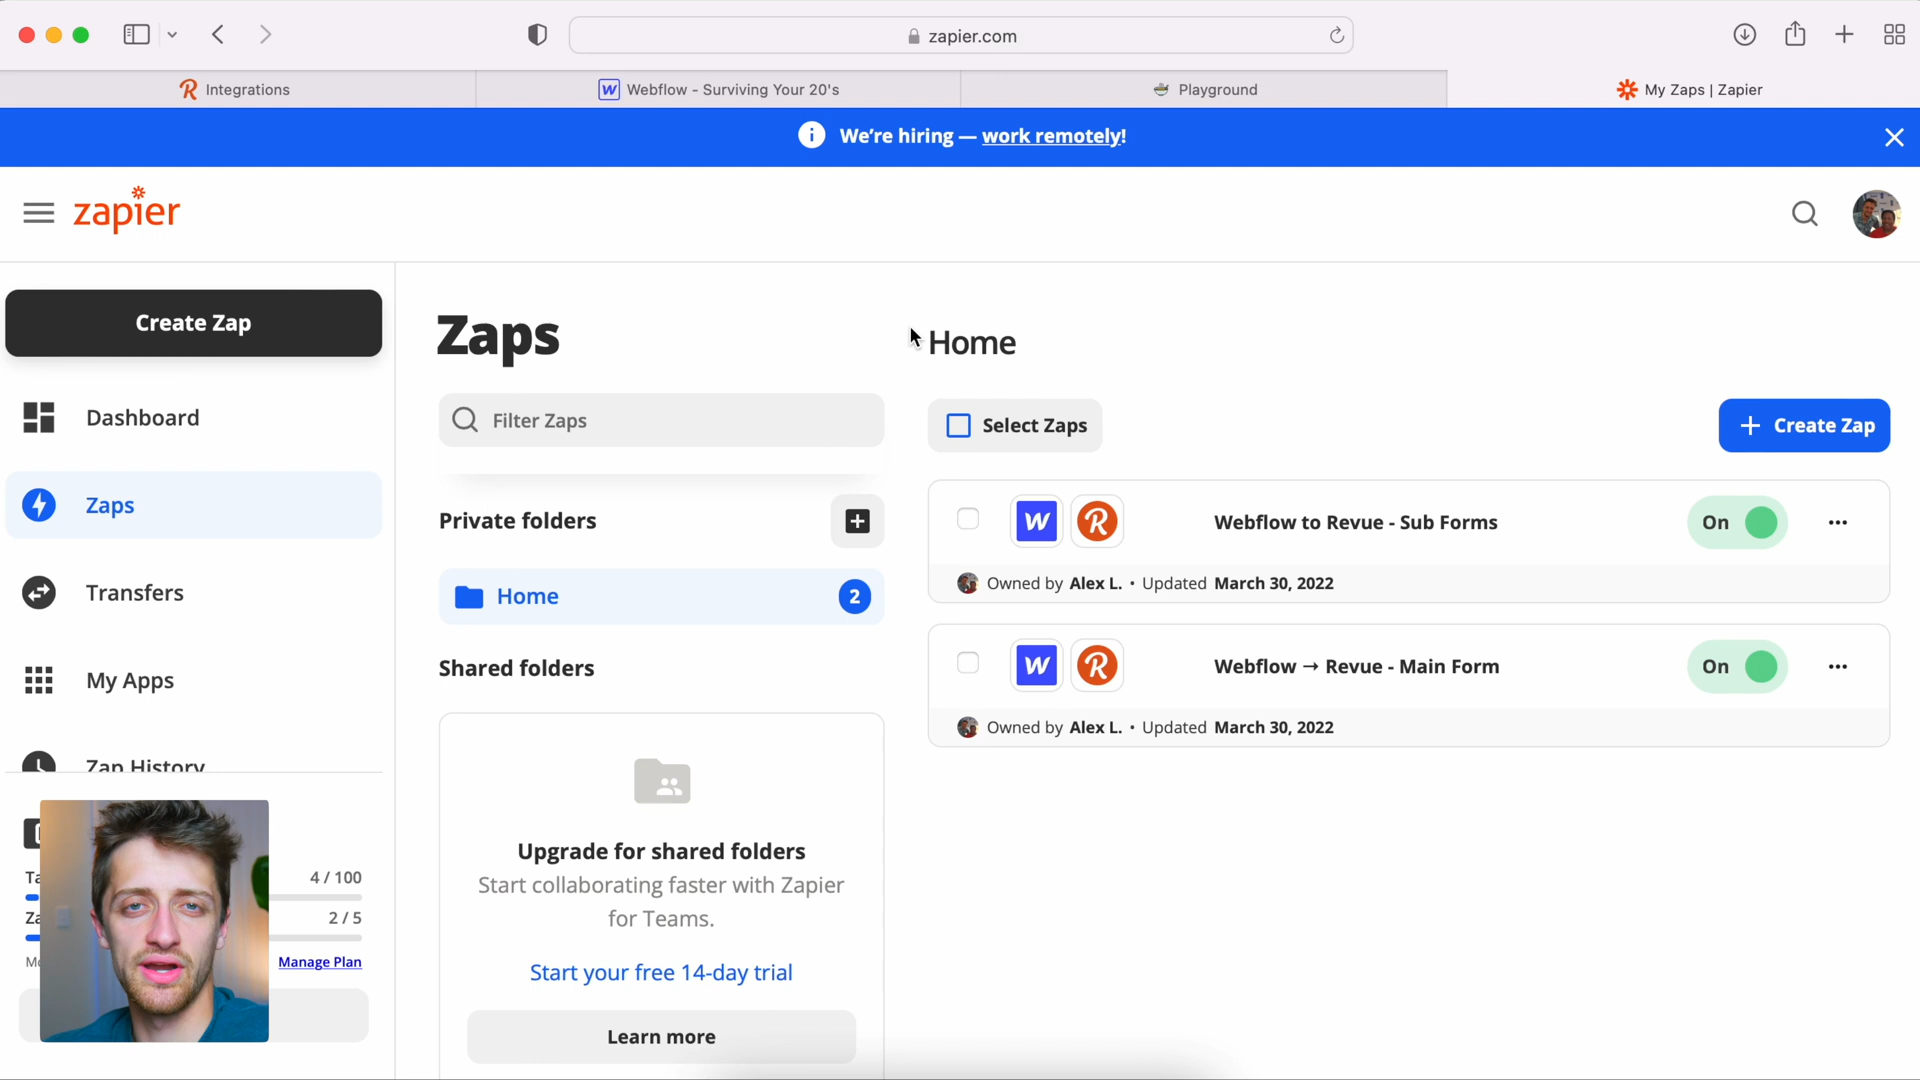 zapier.com
Integrations
Webflow - Surviving Your 20's
Playground
My Zaps | Zapier
We're hiring — work remotely!
zapier
Create Zap
Dashboard
Zaps
Transfers
My Apps
Zap History
4 / 100
2 / 5
Manage Plan
Zaps
Filter Zaps
Private folders
Home
2
Shared folders
Upgrade for shared folders
Start collaborating faster with Zapier
for Teams.
Start your free 14-day trial
Learn more
Home
Select Zaps
Create Zap
Webflow to Revue - Sub Forms
On
Owned by Alex L. • Updated March 30, 2022
Webflow → Revue - Main Form
On
Owned by Alex L. • Updated March 30, 2022